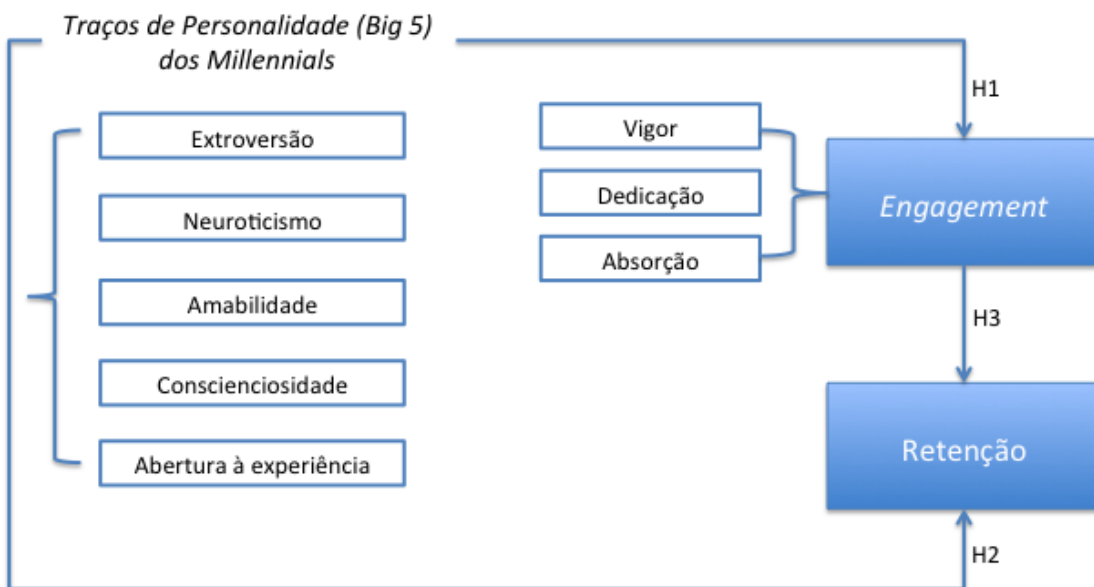 Traços de Personalidade (Big 5)
dos Millennials
Extroversão
Neuroticismo
Amabilidade
Conscienciosidade
Abertura à experiência
Vigor
Dedicação
Absorção
H1
Engagement
H3
Retenção
H2